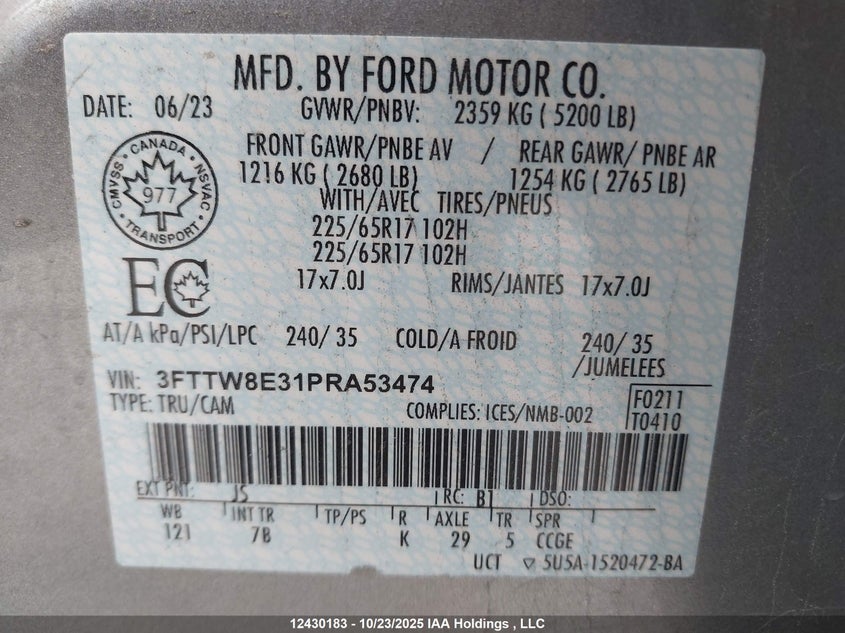 MFD. BY FORD MOTOR CO.
DATE: 06/23 GVWR/PNBV: 2359 KG ( 5200 LB)
FRONT GAWR/PNBE AV / REAR GAWR/ PNBE AR
1216 KG ( 2680 LB) 1254 KG ( 2765 LB)
WITH/AVEC TIRES/PNEUS
225/65R17 102H
225/65R17 102H
17x7.0J RIMS/JANTES 17x7.0J
CANADA
CMVSS NSVAC
977
TRANSPORT
EC
AT/A kPa/PSI/LPC 240/ 35 COLD/A FROID 240/ 35
/JUMELEES
VIN: 3FTTW8E31PRA53474
TYPE: TRU/CAM COMPLIES: ICES/NMB-002
F0211
T0410
EXT PNT: JS RC: B1 DSO:
WB INT TR TP/PS R AXLE TR SPR
121 7B K 29 5 CCGE
UCT ▽ 5U5A-1520472-BA
12430183 - 10/23/2025 IAA Holdings , LLC